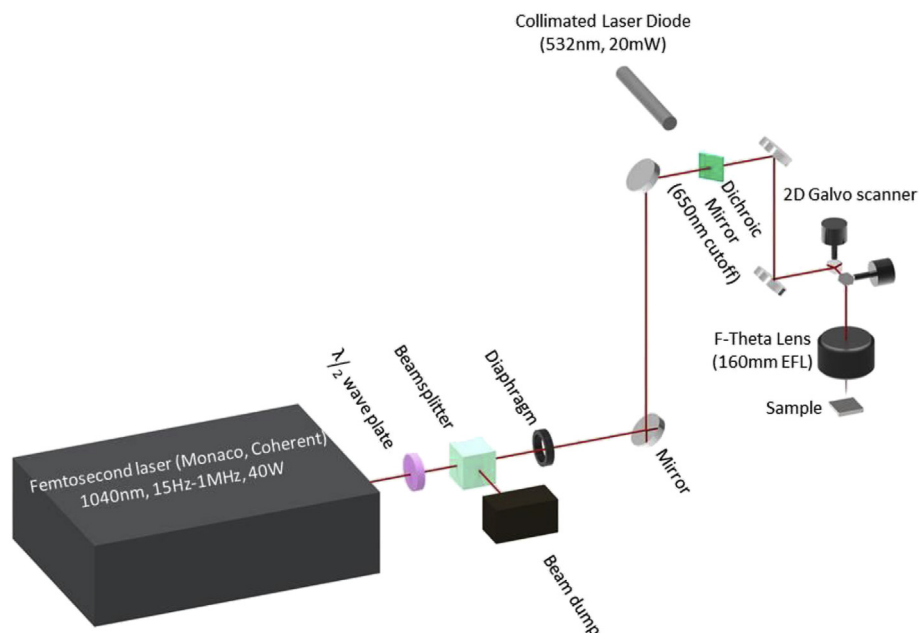 Collimated Laser Diode
(532nm, 20mW)
2D Galvo scanner
Dichroic
Mirror
(650nm cutoff)
F-Theta Lens
(160mm EFL)
Sample
λ/2 wave plate
Beamsplitter
Diaphragm
Mirror
Femtosecond laser (Monaco, Coherent)
1040nm, 15Hz-1MHz, 40W
Beam dump